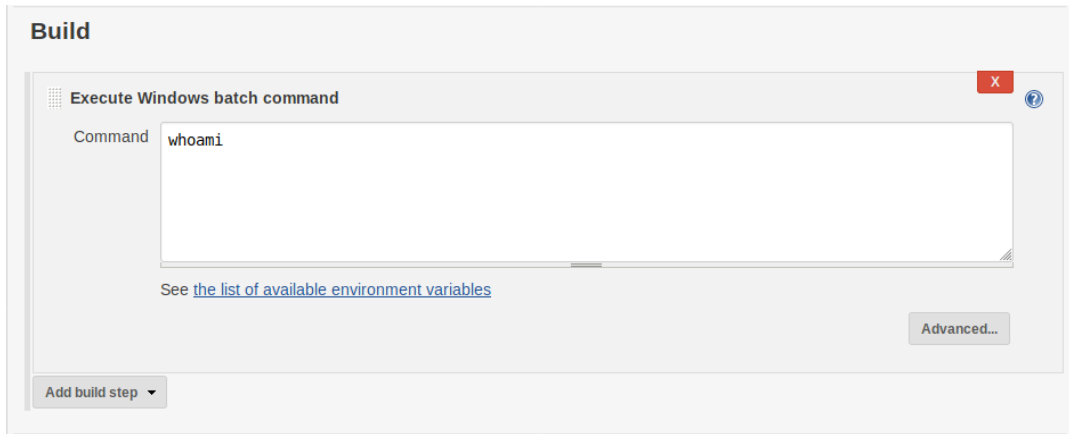 Build
X
Execute Windows batch command
?
Command
whoami
See the list of available environment variables
Advanced...
Add build step